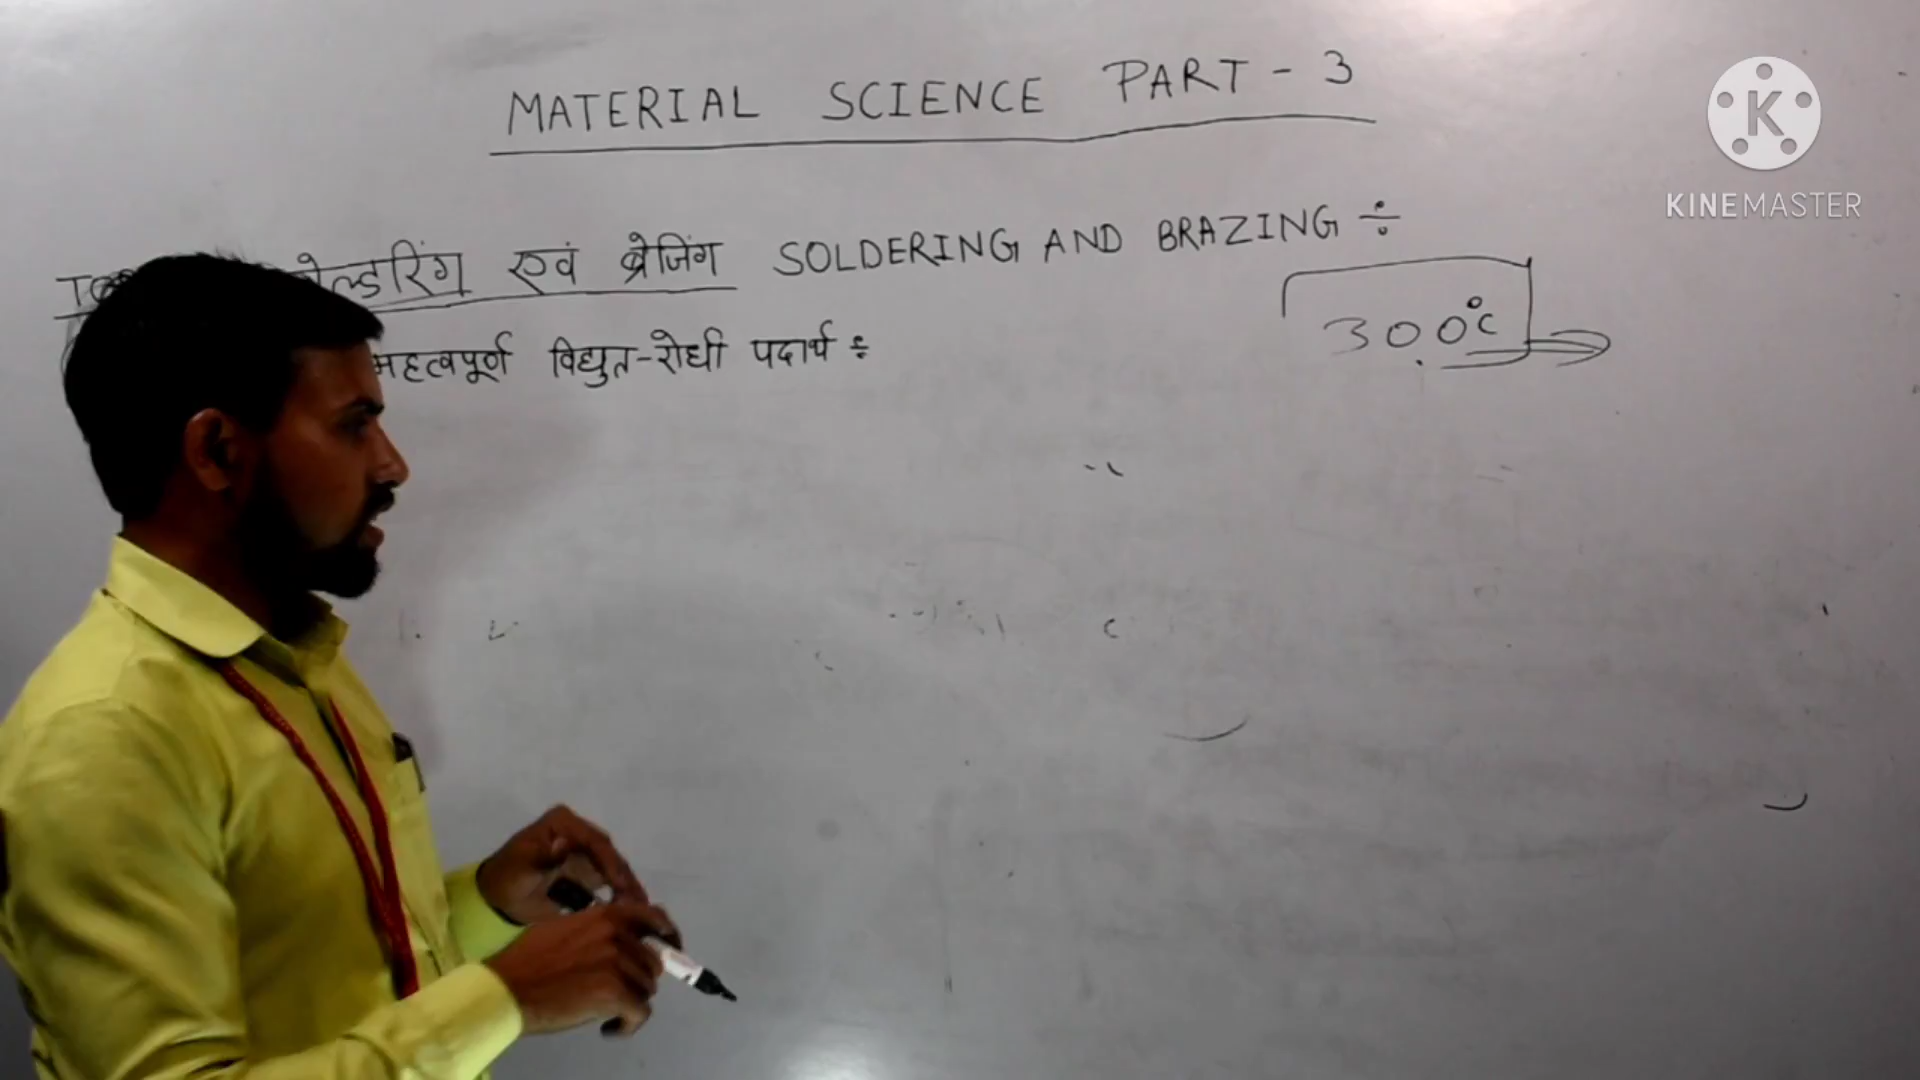 MATERIAL SCIENCE PART - 3
एवं ब्रेजिंग SOLDERING AND BRAZING ÷
300°C
महत्वपूर्ण विद्युत-रोधी पदार्थ ÷
K
KINEMASTER